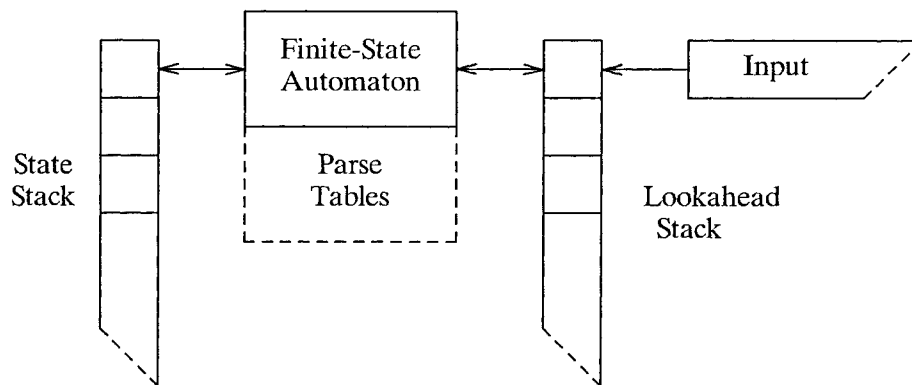 Finite-State
Automaton
Input
Parse
Tables
State
Stack
Lookahead
Stack